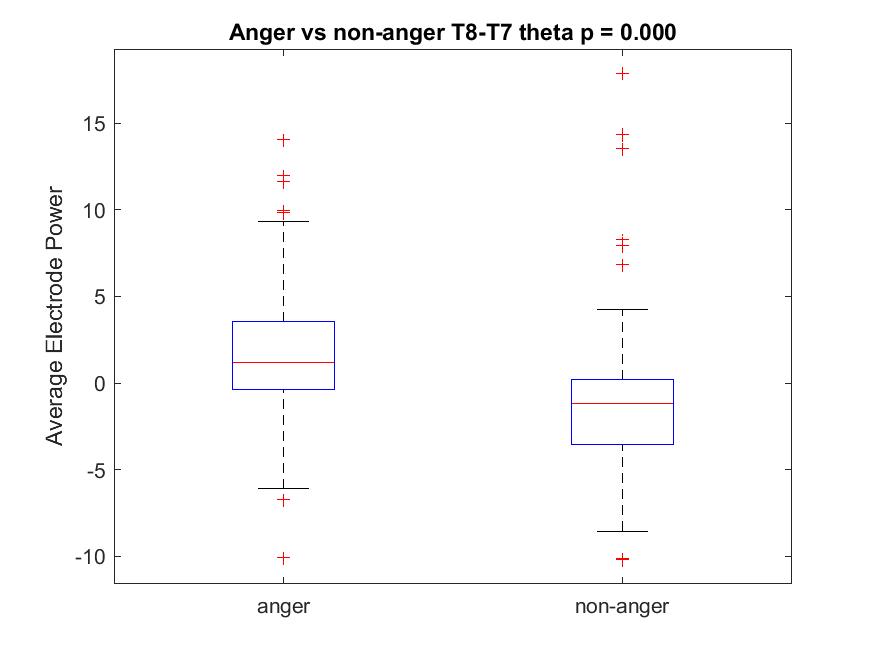 Anger vs non-anger T8-T7 theta p = 0.000
Average Electrode Power
15
10
5
0
-5
-10
anger
non-anger